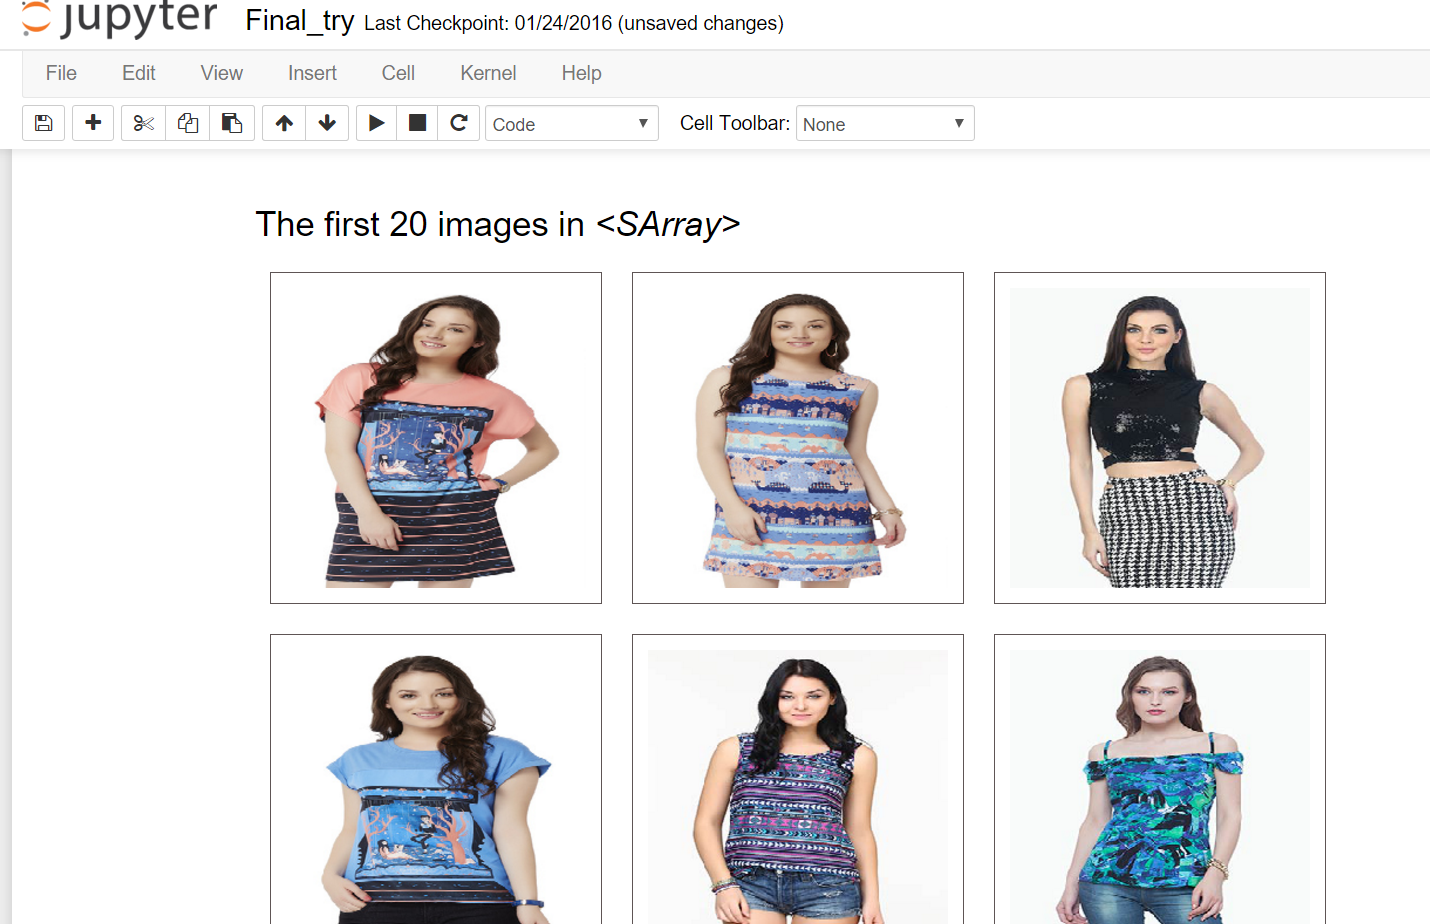 jupyter Final_try Last Checkpoint: 01/24/2016 (unsaved changes)
File Edit View Insert Cell Kernel Help
Code Cell Toolbar: None
The first 20 images in <SArray>